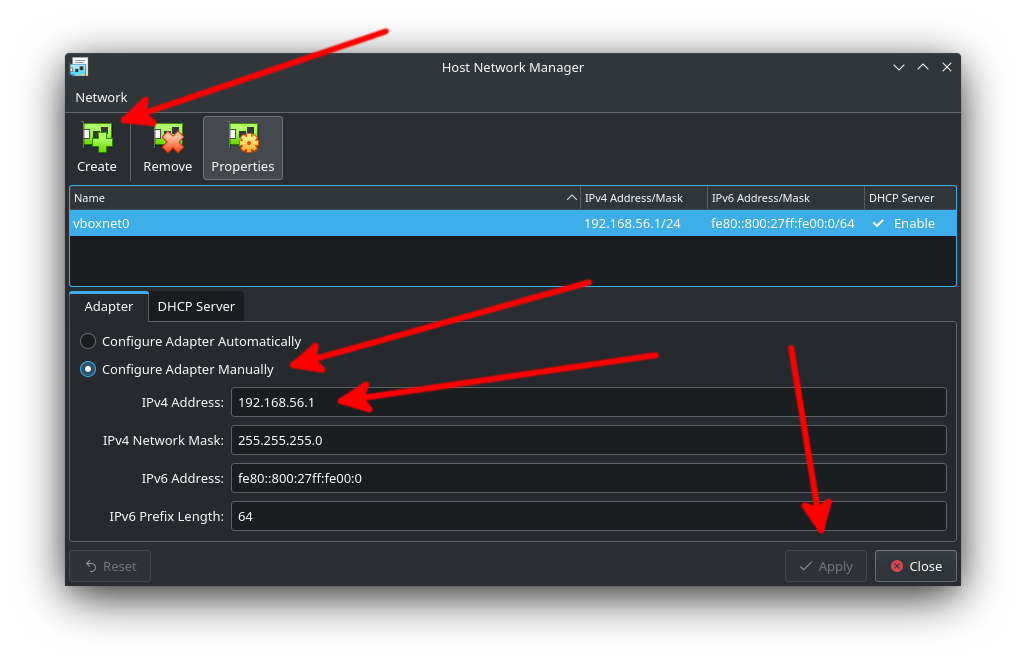 Host Network Manager
Network
Create Remove Properties
Name IPv4 Address/Mask IPv6 Address/Mask DHCP Server
vboxnet0 192.168.56.1/24 fe80::800:27ff:fe00:0/64 Enable
Adapter DHCP Server
Configure Adapter Automatically
Configure Adapter Manually
IPv4 Address: 192.168.56.1
IPv4 Network Mask: 255.255.255.0
IPv6 Address: fe80::800:27ff:fe00:0
IPv6 Prefix Length: 64
Reset Apply Close